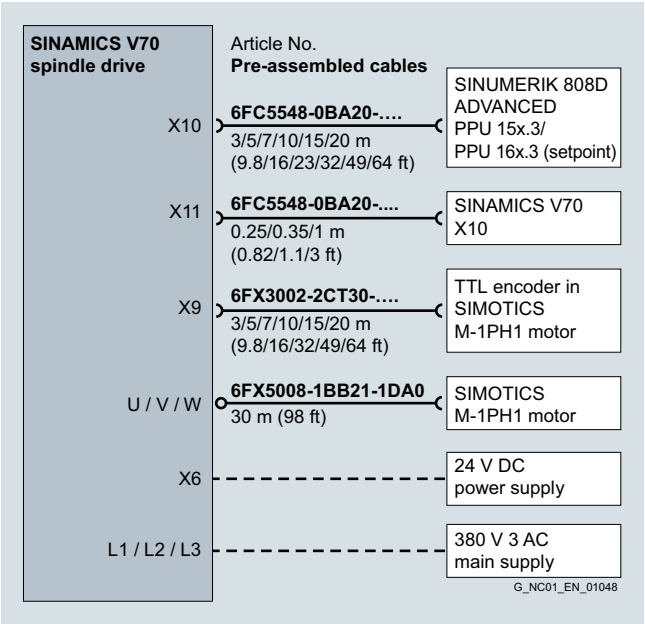 SINAMICS V70
spindle drive
Article No.
Pre-assembled cables
X10
6FC5548-0BA20-....
3/5/7/10/15/20 m
(9.8/16/23/32/49/64 ft)
SINUMERIK 808D
ADVANCED
PPU 15x.3/
PPU 16x.3 (setpoint)
X11
6FC5548-0BA20-....
0.25/0.35/1 m
(0.82/1.1/3 ft)
SINAMICS V70
X10
X9
6FX3002-2CT30-....
3/5/7/10/15/20 m
(9.8/16/32/49/64 ft)
TTL encoder in
SIMOTICS
M-1PH1 motor
U / V / W
6FX5008-1BB21-1DA0
30 m (98 ft)
SIMOTICS
M-1PH1 motor
X6
24 V DC
power supply
L1 / L2 / L3
380 V 3 AC
main supply
G_NC01_EN_01048